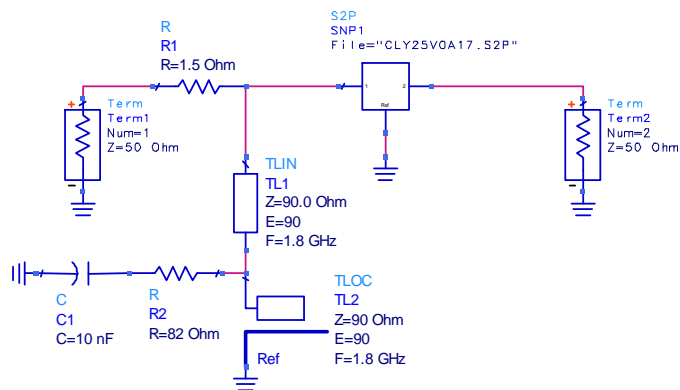 S2P
SNP1
File="CLY25V0A17.S2P"
R
R1
R=1.5 Ohm
1
2
Ref
+
Term
Term1
Num=1
Z=50 Ohm
-
+
Term
Term2
Num=2
Z=50 Ohm
-
TLIN
TL1
Z=90.0 Ohm
E=90
F=1.8 GHz
C
C1
C=10 nF
R
R2
R=82 Ohm
TLOC
TL2
Z=90 Ohm
E=90
F=1.8 GHz
Ref